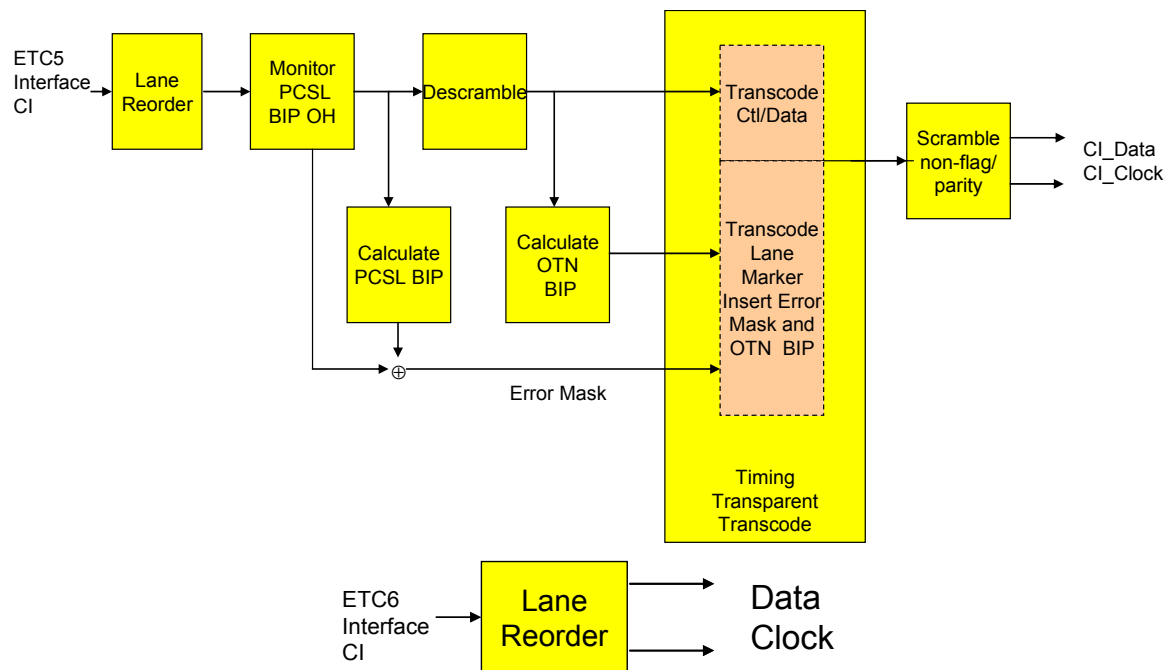 ETC5
Interface
CI
Lane
Reorder
Monitor
PCSL
BIP OH
Descramble
Calculate
PCSL BIP
Calculate
OTN
BIP
⊕
Error Mask
Transcode
Ctl/Data
Transcode
Lane
Marker
Insert Error
Mask and
OTN BIP
Timing
Transparent
Transcode
Scramble
non-flag/
parity
CI_Data
CI_Clock
ETC6
Interface
CI
Lane
Reorder
Data
Clock